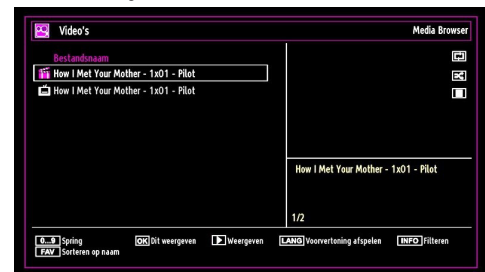 Video's
Media Browser
Bestandsnaam
How I Met Your Mother - 1x01 - Pilot
How I Met Your Mother - 1x01 - Pilot
How I Met Your Mother - 1x01 - Pilot
1/2
0...9 Spring OK Dit weergeven Weergeven LANG Voorvertoning afspelen INFO Filteren
FAV Sorteren op naam